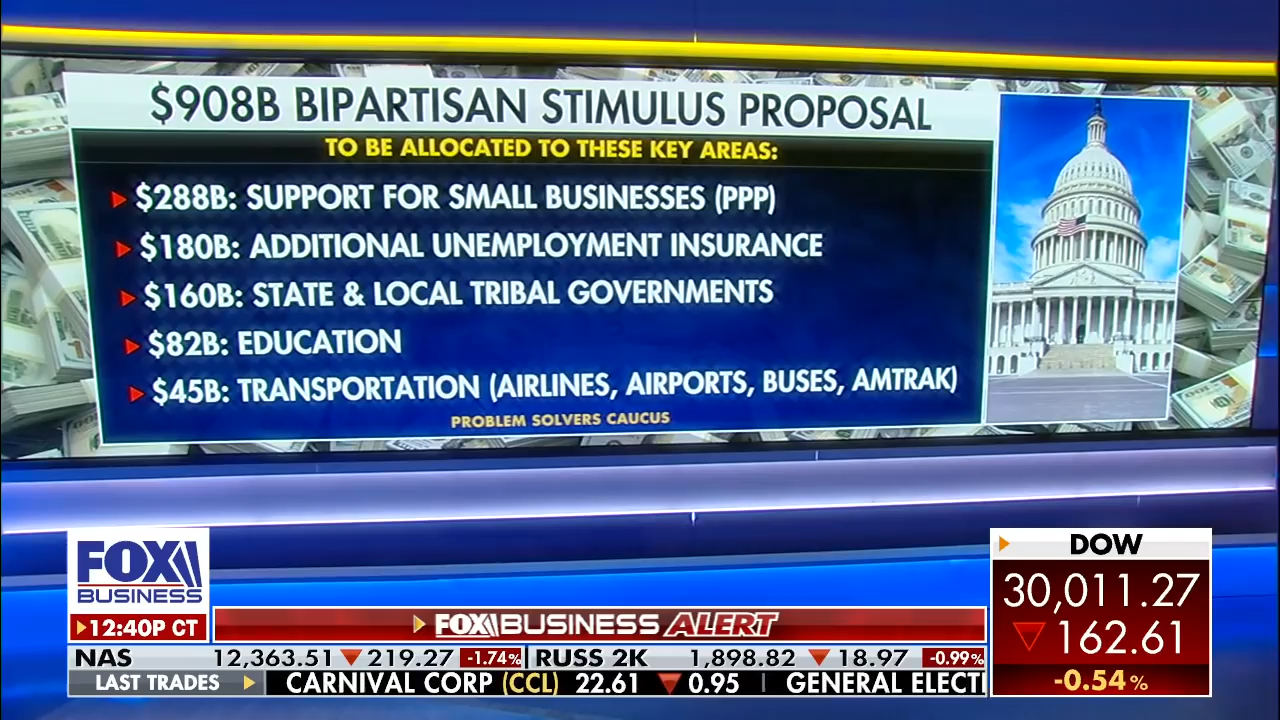 $908B BIPARTISAN STIMULUS PROPOSAL
TO BE ALLOCATED TO THESE KEY AREAS:
$288B: SUPPORT FOR SMALL BUSINESSES (PPP)
$180B: ADDITIONAL UNEMPLOYMENT INSURANCE
$160B: STATE & LOCAL TRIBAL GOVERNMENTS
$82B: EDUCATION
$45B: TRANSPORTATION (AIRLINES, AIRPORTS, BUSES, AMTRAK)
PROBLEM SOLVERS CAUCUS
FOX
BUSINESS
12:40P CT
FOX BUSINESS ALERT
NAS 12,363.51 219.27 -1.74% RUSS 2K 1,898.82 18.97 -0.99%
LAST TRADES CARNIVAL CORP (CCL) 22.61 0.95 GENERAL ELECTI
DOW
30,011.27
162.61
-0.54%